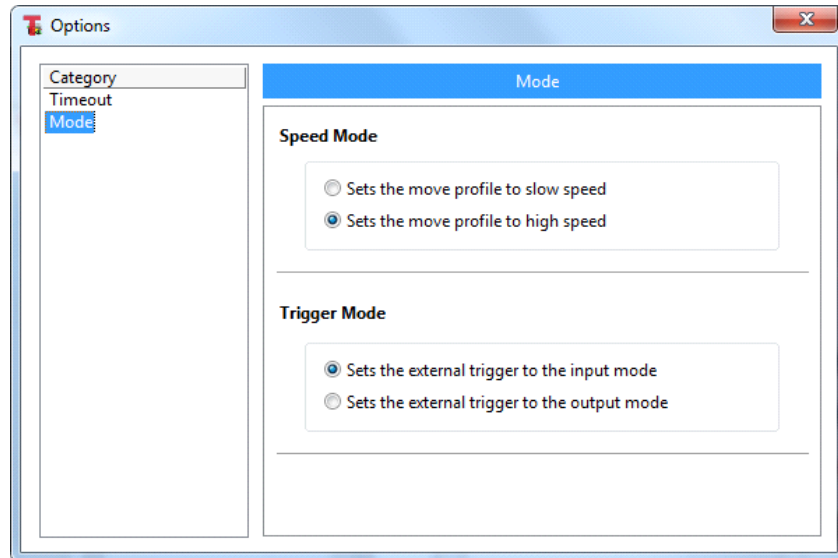 Options
Category
Timeout
Mode
Mode
Speed Mode
Sets the move profile to slow speed
Sets the move profile to high speed
Trigger Mode
Sets the external trigger to the input mode
Sets the external trigger to the output mode